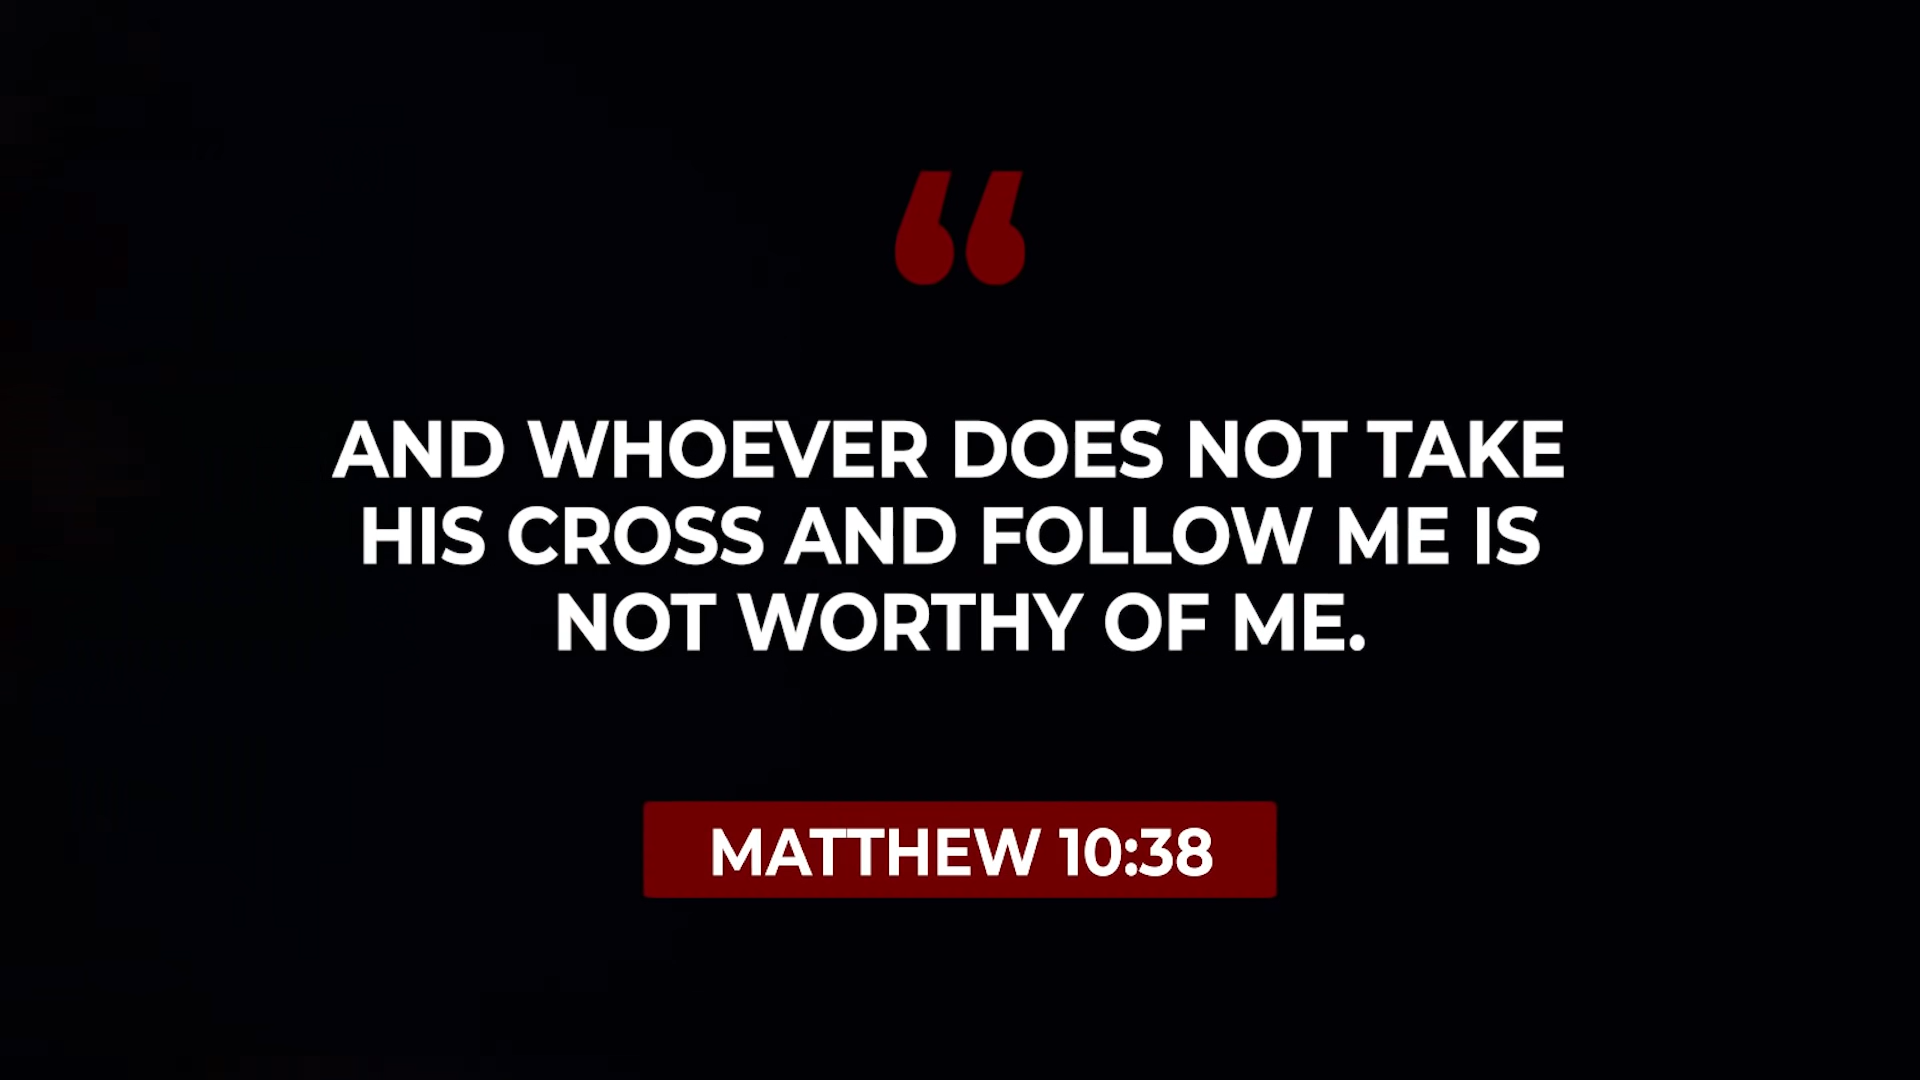 “
AND WHOEVER DOES NOT TAKE
HIS CROSS AND FOLLOW ME IS
NOT WORTHY OF ME.
MATTHEW 10:38